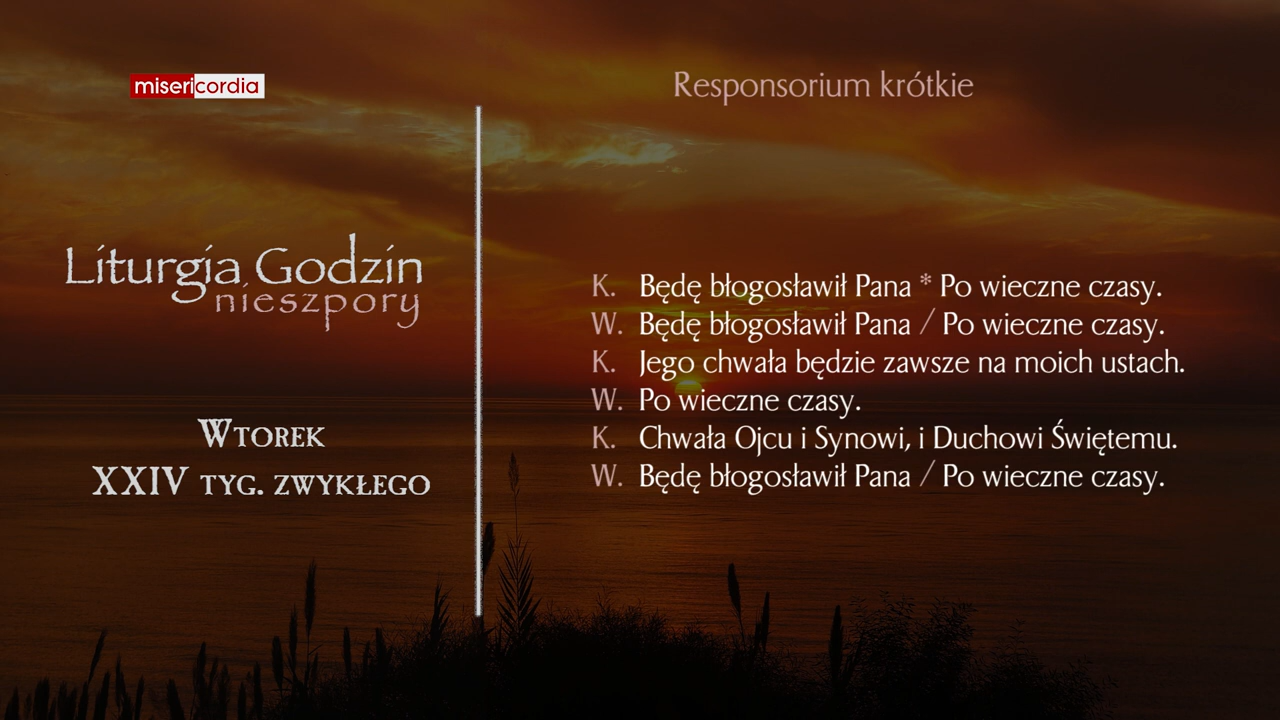 misericordia
Liturgia Godzin
nieszpory
Wtorek
XXIV tyg. zwykłego
Responsorium krótkie
K. Będę błogosławił Pana * Po wieczne czasy.
W. Będę błogosławił Pana / Po wieczne czasy.
K. Jego chwała będzie zawsze na moich ustach.
W. Po wieczne czasy.
K. Chwała Ojcu i Synowi, i Duchowi Świętemu.
W. Będę błogosławił Pana / Po wieczne czasy.